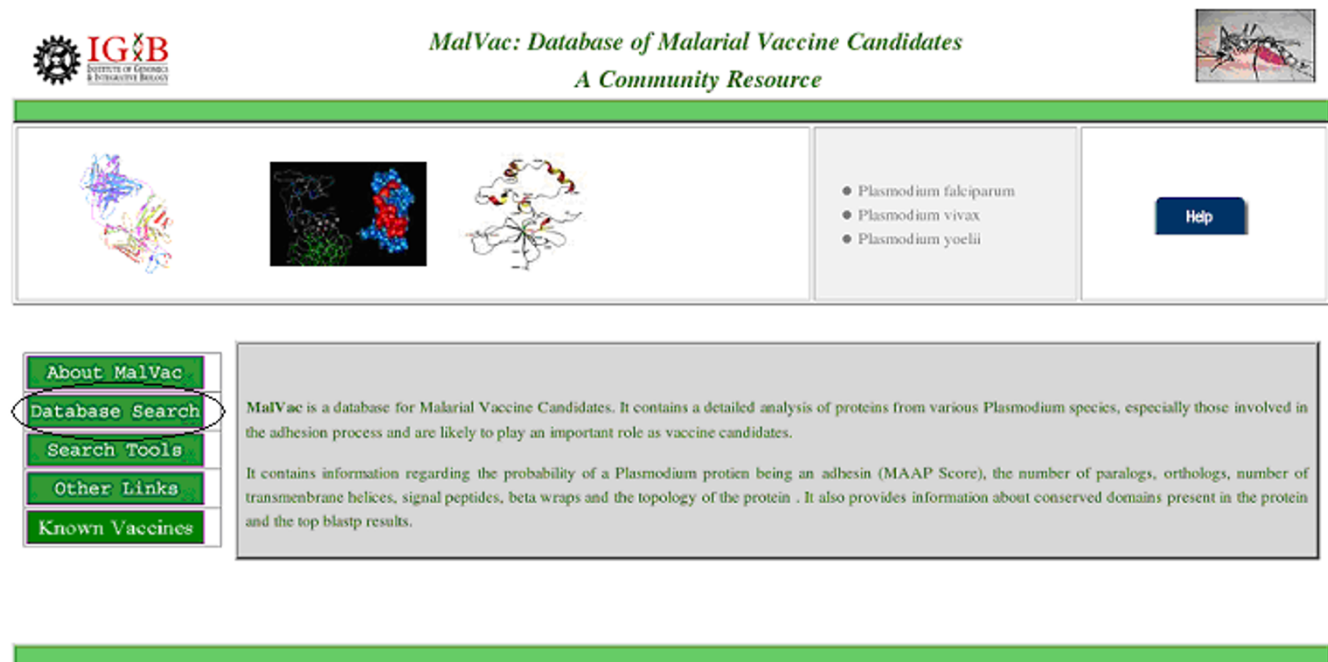 IGIB
INSTITUTE OF GENOMICS
& INTEGRATIVE BIOLOGY
MalVac: Database of Malarial Vaccine Candidates
A Community Resource
Plasmodium falciparum
Plasmodium vivax
Plasmodium yoelii
Help
About MalVac
Database Search
Search Tools
Other Links
Known Vaccines
MalVac is a database for Malarial Vaccine Candidates. It contains a detailed analysis of proteins from various Plasmodium species, especially those involved in
the adhesion process and are likely to play an important role as vaccine candidates.
It contains information regarding the probability of a Plasmodium protien being an adhesin (MAAP Score), the number of paralogs, orthologs, number of
transmenbrane helices, signal peptides, beta wraps and the topology of the protein . It also provides information about conserved domains present in the protein
and the top blastp results.